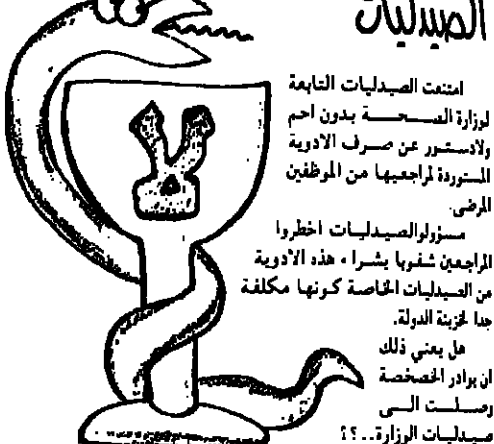 الصيدليات
امتنعت الصيدليات التابعة
لوزارة الصحة بدون احم
ولادستور عن صرف الادوية
المستوردة لمراجعيها من الموظفين
المرضى.
مسؤولو الصيدليات اخطروا
المراجعين شفويا بشراء هذه الادوية
من الصيدليات الخاصة كونها مكلفة
جدا لخزينة الدولة.
هل يعني ذلك
ان بوادر الخصخصة
وصلت الى
صيدليات الوزارة..؟؟
لا